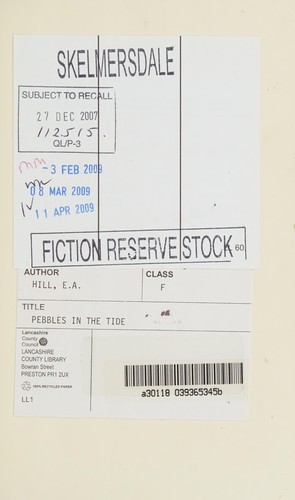 SKELMERSDALE
SUBJECT TO RECALL
27 DEC 2007
112515.
QL/P-3
- 3 FEB 2009
08 MAR 2009
11 APR 2009
FICTION RESERVE STOCK 60
AUTHOR CLASS
HILL, E.A. F
TITLE
PEBBLES IN THE TIDE
Lancashire
County
Council
LANCASHIRE
COUNTY LIBRARY
Bowran Street
PRESTON PR1 2UX
100% RECYCLED PAPER
LL1
a30118 039365345b